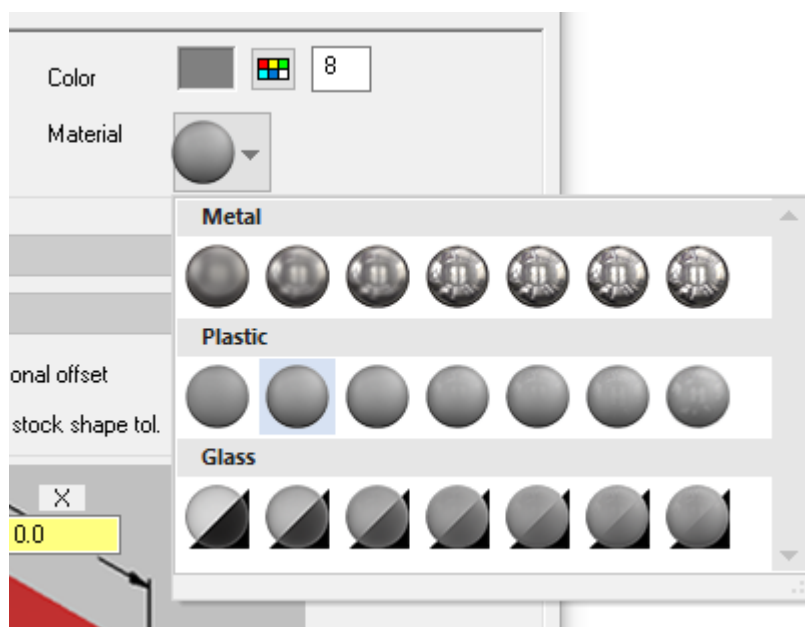 Color
8
Material
Metal
Plastic
onal offset
stock shape tol.
Glass
X
0.0